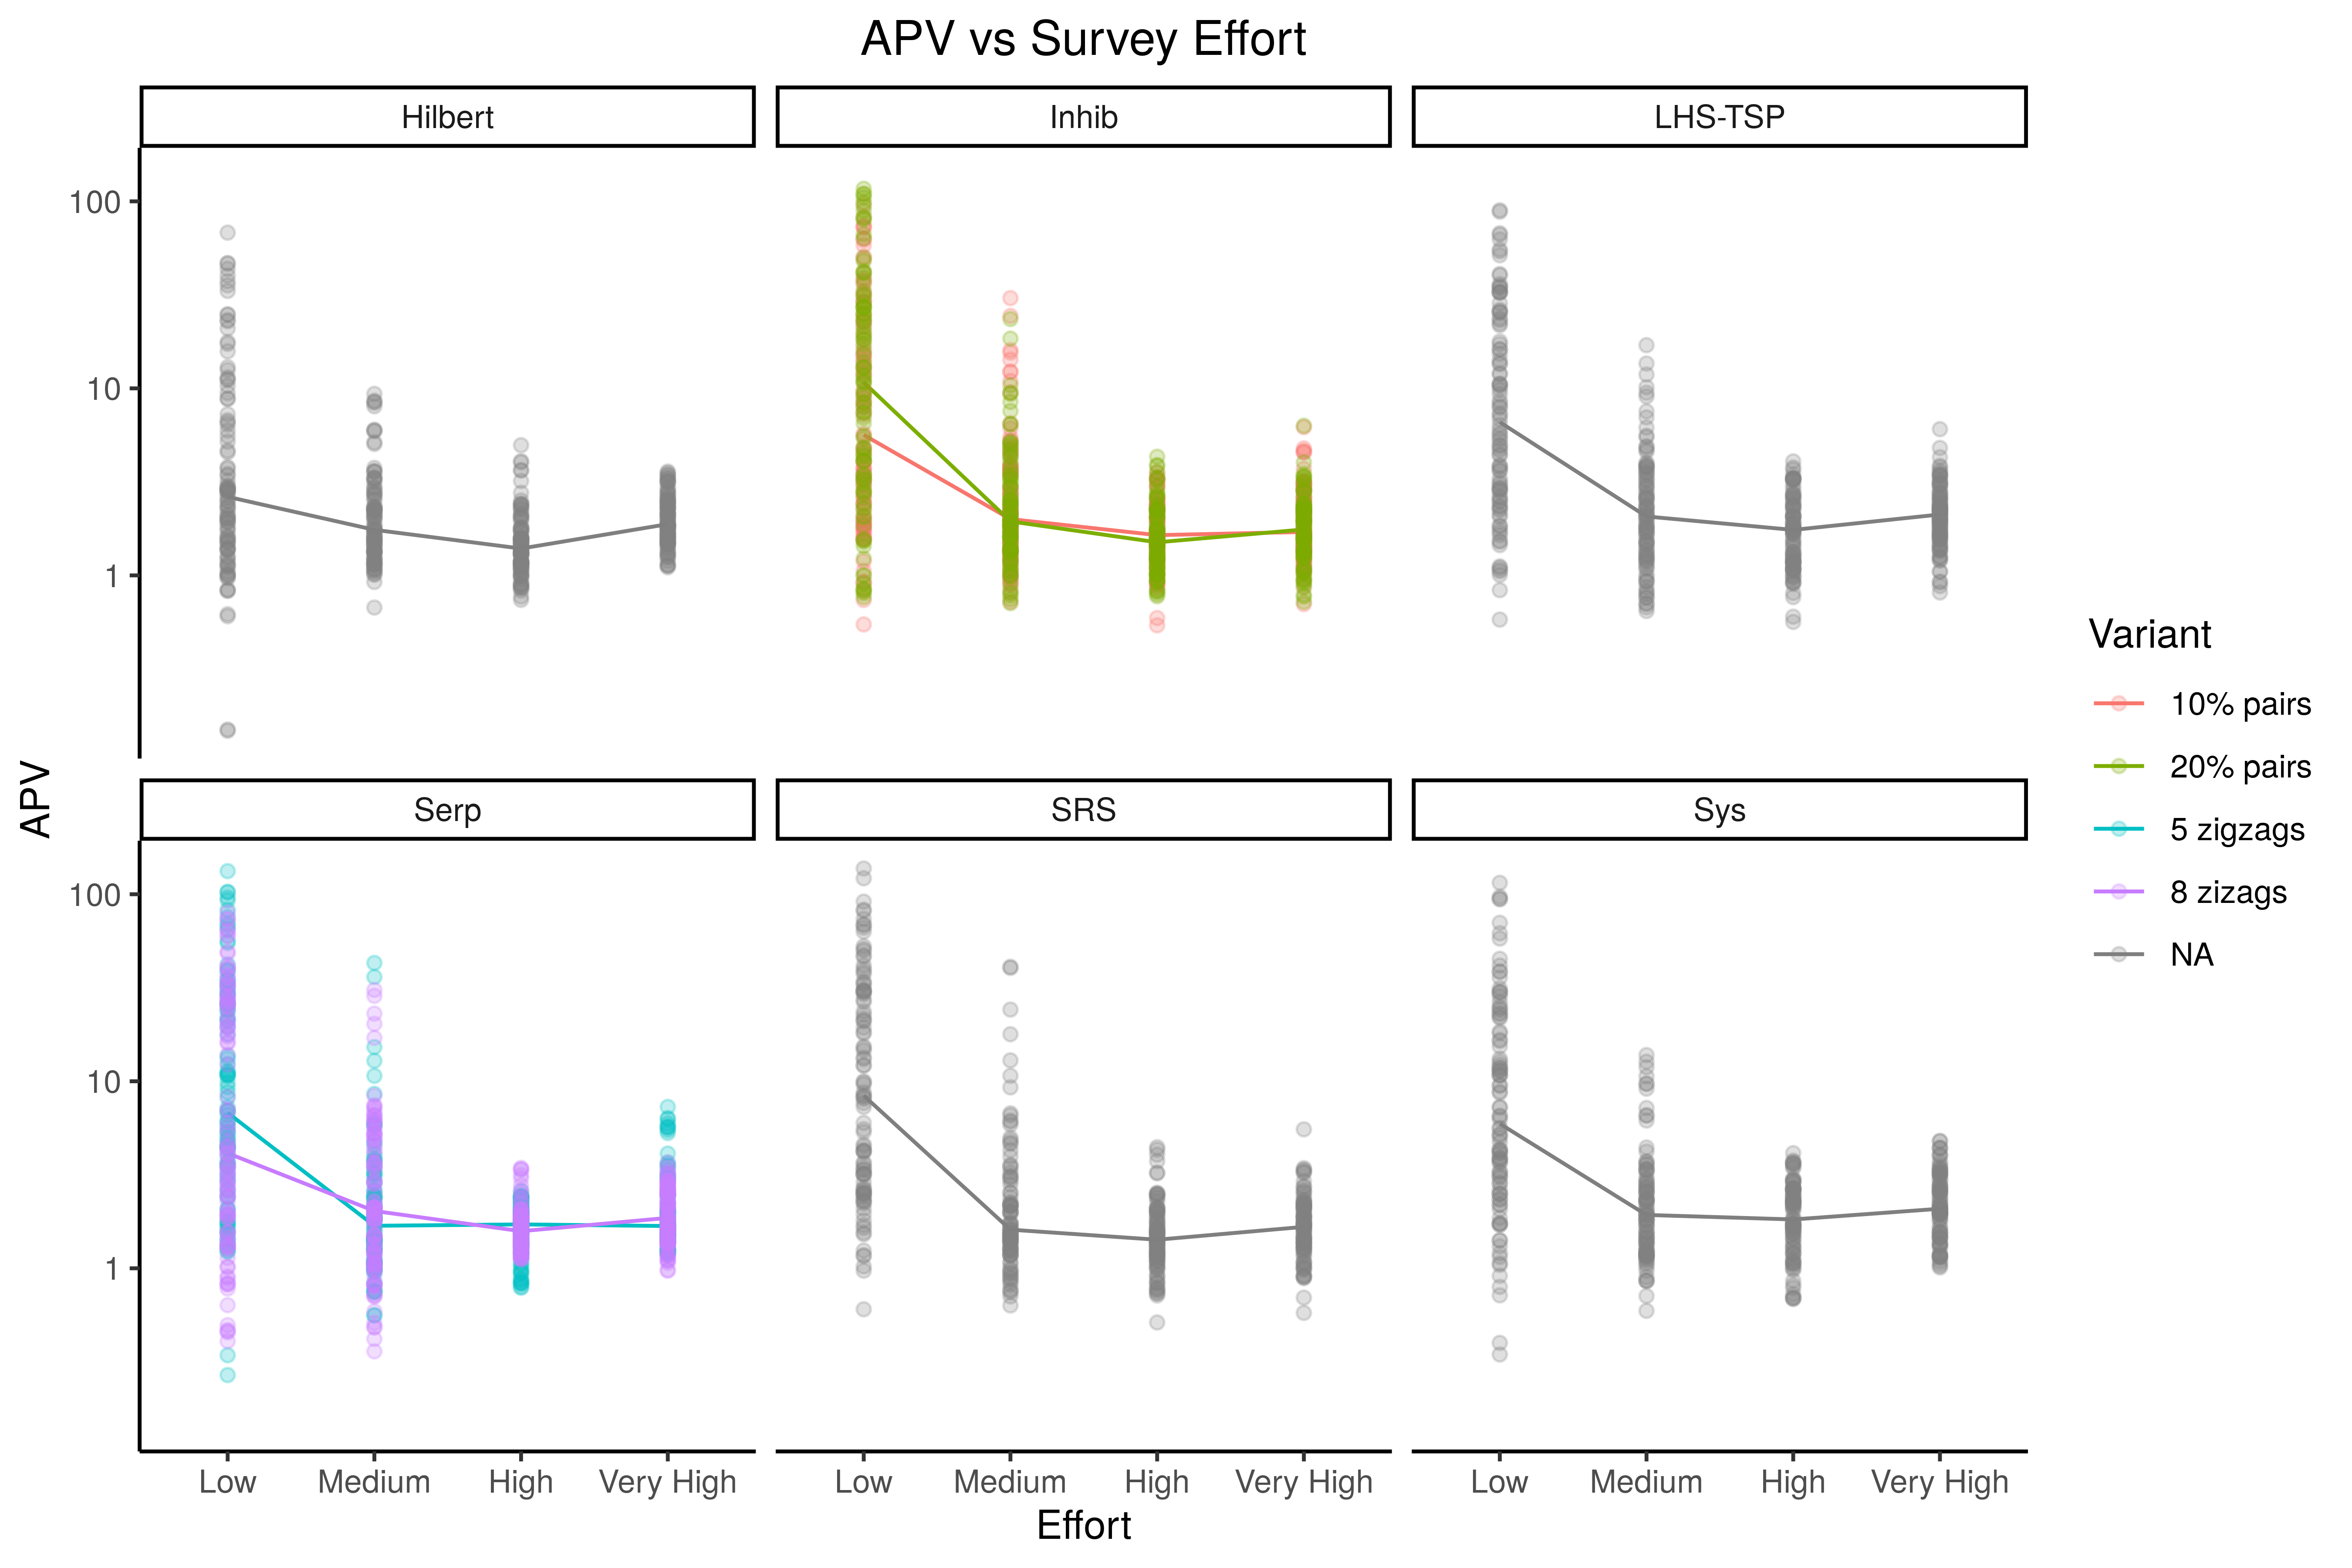 APV vs Survey Effort
Hilbert
Inhib
LHS-TSP
100
10
1
Serp
SRS
Sys
100
10
1
Low Medium High Very High
Low Medium High Very High
Low Medium High Very High
Effort
APV
Variant
10% pairs
20% pairs
5 zigzags
8 zizags
NA